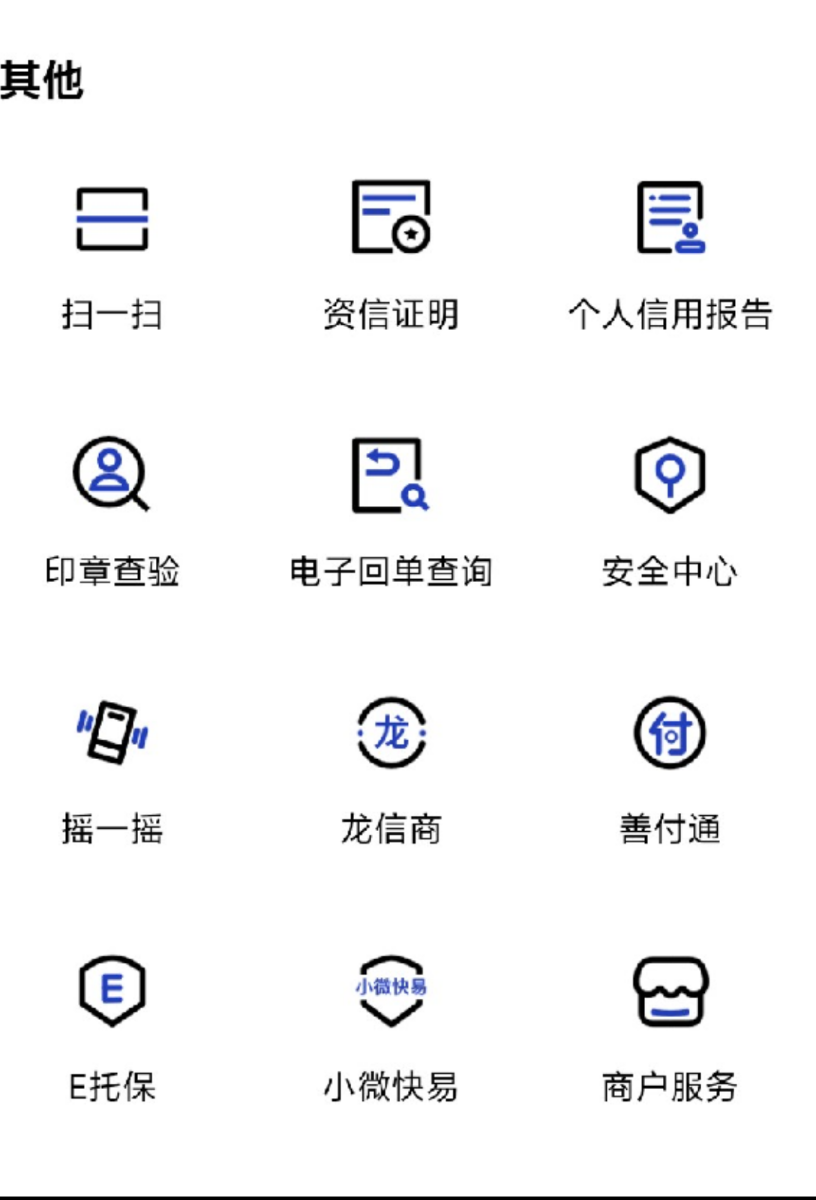 其他
扫一扫
资信证明
个人信用报告
印章查验
电子回单查询
安全中心
龙
付
摇一摇
龙信商
善付通
E
小微快易
E托保
小微快易
商户服务